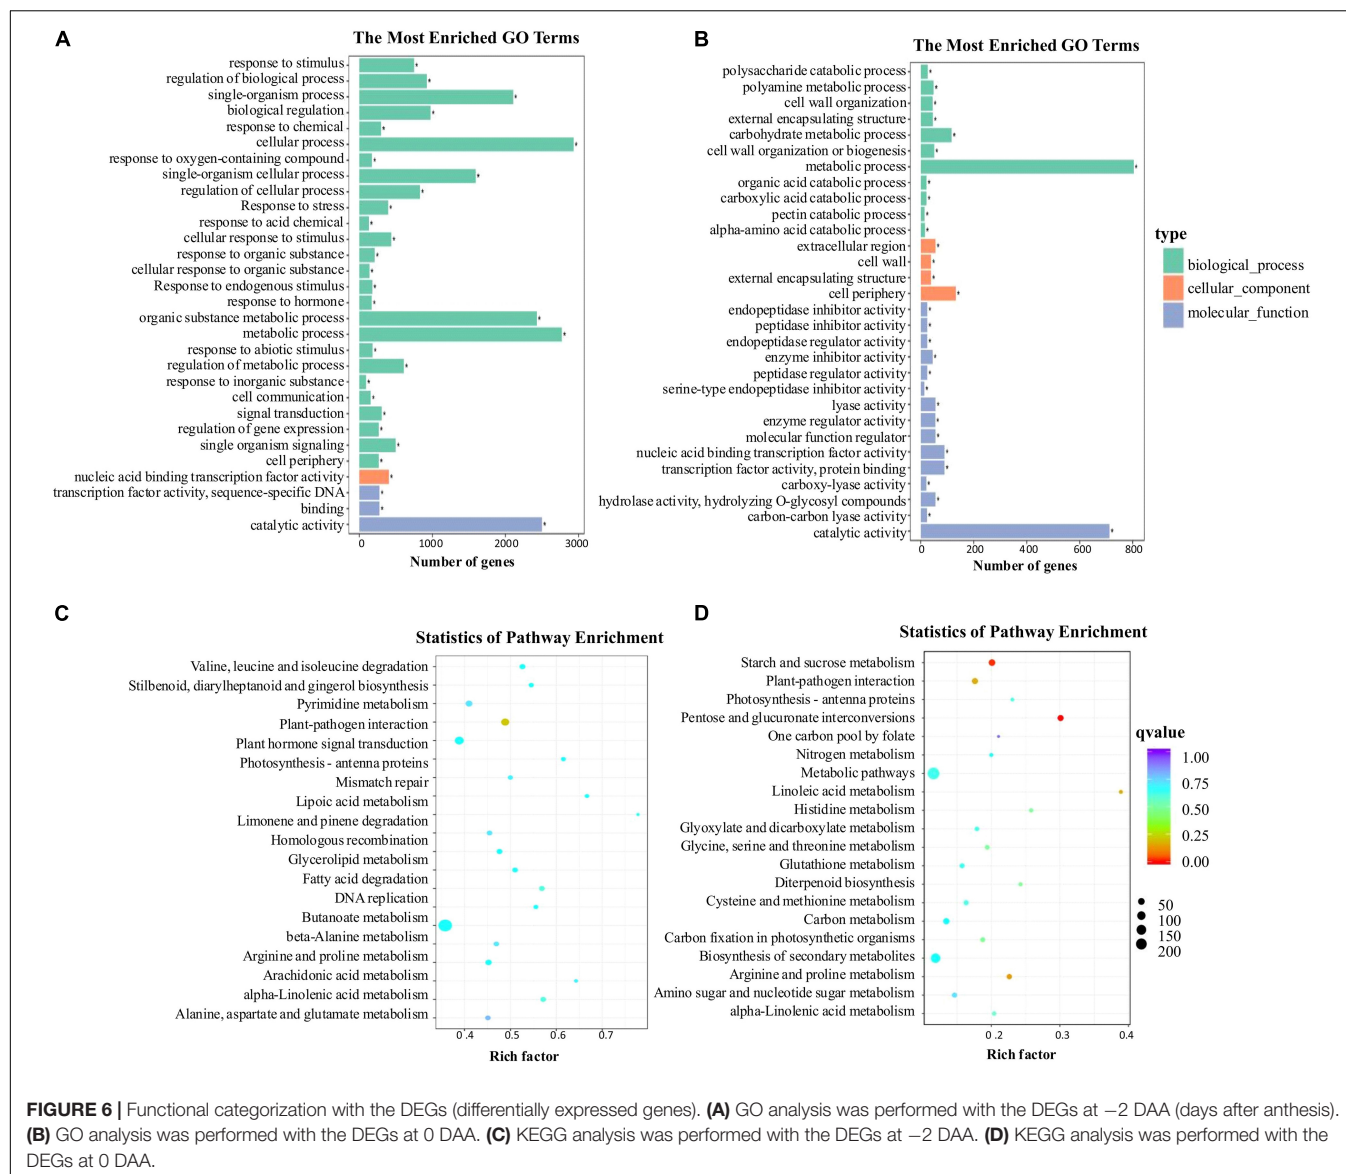 A
The Most Enriched GO Terms
response to stimulus
regulation of biological process
single-organism process
biological regulation
response to chemical
cellular process
response to oxygen-containing compound
single-organism cellular process
regulation of cellular process
Response to stress
response to acid chemical
cellular response to stimulus
response to organic substance
cellular response to organic substance
Response to endogenous stimulus
response to hormone
organic substance metabolic process
metabolic process
response to abiotic stimulus
regulation of metabolic process
response to inorganic substance
cell communication
signal transduction
regulation of gene expression
single organism signaling
cell periphery
nucleic acid binding transcription factor activity
transcription factor activity, sequence-specific DNA
binding
catalytic activity
0 1000 2000 3000
Number of genes
B
The Most Enriched GO Terms
polysaccharide catabolic process
polyamine metabolic process
cell wall organization
external encapsulating structure
carbohydrate metabolic process
cell wall organization or biogenesis
metabolic process
organic acid catabolic process
carboxylic acid catabolic process
pectin catabolic process
alpha-amino acid catabolic process
extracellular region
cell wall
external encapsulating structure
cell periphery
endopeptidase inhibitor activity
peptidase inhibitor activity
endopeptidase regulator activity
enzyme inhibitor activity
peptidase regulator activity
serine-type endopeptidase inhibitor activity
lyase activity
enzyme regulator activity
molecular function regulator
nucleic acid binding transcription factor activity
transcription factor activity, protein binding
carboxy-lyase activity
hydrolase activity, hydrolyzing O-glycosyl compounds
carbon-carbon lyase activity
catalytic activity
0 200 400 600 800
Number of genes
type
biological_process
cellular_component
molecular_function
C
Statistics of Pathway Enrichment
Valine, leucine and isoleucine degradation
Stilbenoid, diarylheptanoid and gingerol biosynthesis
Pyrimidine metabolism
Plant-pathogen interaction
Plant hormone signal transduction
Photosynthesis - antenna proteins
Mismatch repair
Lipoic acid metabolism
Limonene and pinene degradation
Homologous recombination
Glycerolipid metabolism
Fatty acid degradation
DNA replication
Butanoate metabolism
beta-Alanine metabolism
Arginine and proline metabolism
Arachidonic acid metabolism
alpha-Linolenic acid metabolism
Alanine, aspartate and glutamate metabolism
0.4 0.5 0.6 0.7
Rich factor
D
Statistics of Pathway Enrichment
Starch and sucrose metabolism
Plant-pathogen interaction
Photosynthesis - antenna proteins
Pentose and glucuronate interconversions
One carbon pool by folate
Nitrogen metabolism
Metabolic pathways
Linoleic acid metabolism
Histidine metabolism
Glyoxylate and dicarboxylate metabolism
Glycine, serine and threonine metabolism
Glutathione metabolism
Diterpenoid biosynthesis
Cysteine and methionine metabolism
Carbon metabolism
Carbon fixation in photosynthetic organisms
Biosynthesis of secondary metabolites
Arginine and proline metabolism
Amino sugar and nucleotide sugar metabolism
alpha-Linolenic acid metabolism
0.2 0.3 0.4
Rich factor
qvalue
1.00
0.75
0.50
0.25
0.00
50
100
150
200
FIGURE 6 | Functional categorization with the DEGs (differentially expressed genes). (A) GO analysis was performed with the DEGs at −2 DAA (days after anthesis).
(B) GO analysis was performed with the DEGs at 0 DAA. (C) KEGG analysis was performed with the DEGs at −2 DAA. (D) KEGG analysis was performed with the
DEGs at 0 DAA.